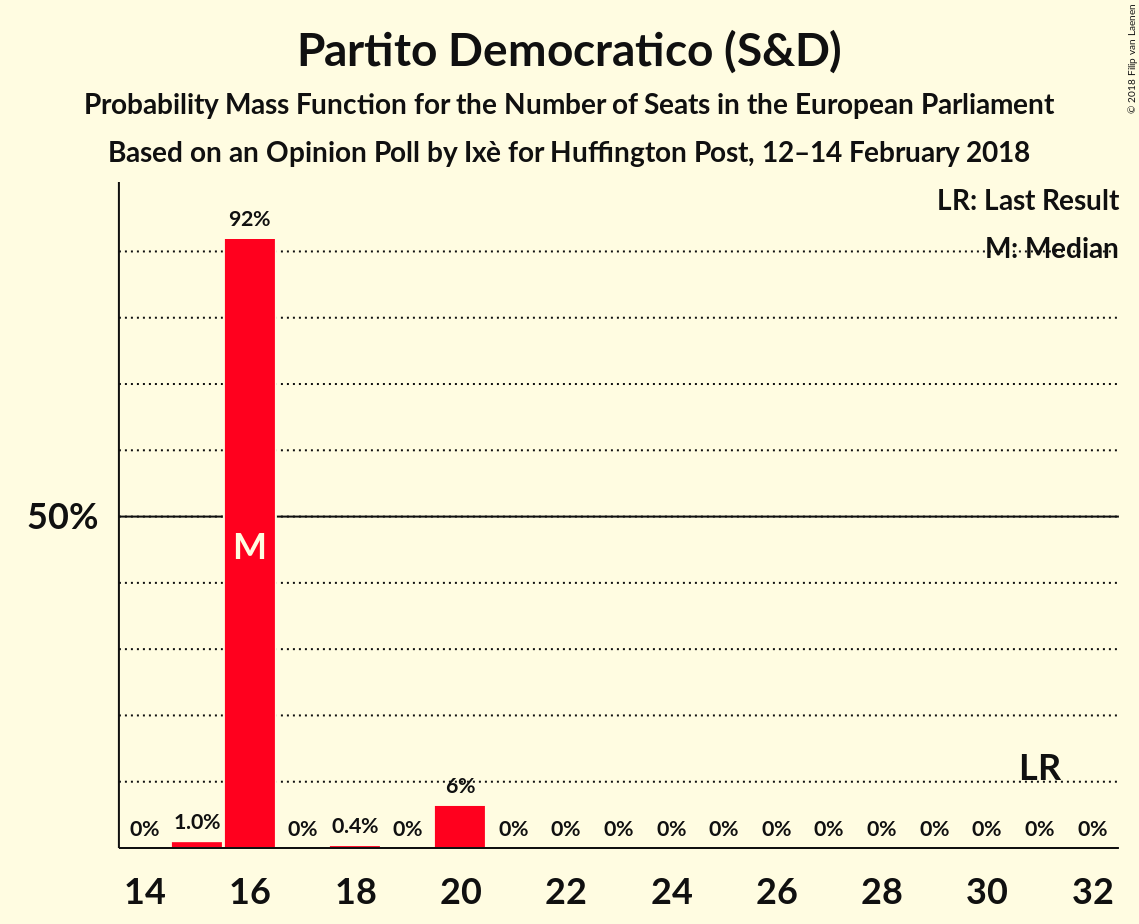 Partito Democratico (S&D)
Probability Mass Function for the Number of Seats in the European Parliament
Based on an Opinion Poll by Ixè for Huffington Post, 12–14 February 2018
© 2018 Filip van Laenen
LR: Last Result
M: Median
50%
0% 1.0% 92% 0% 0.4% 0% 6% 0% 0% 0% 0% 0% 0% 0% 0% 0% 0% 0% 0%
M
LR
14 16 18 20 22 24 26 28 30 32